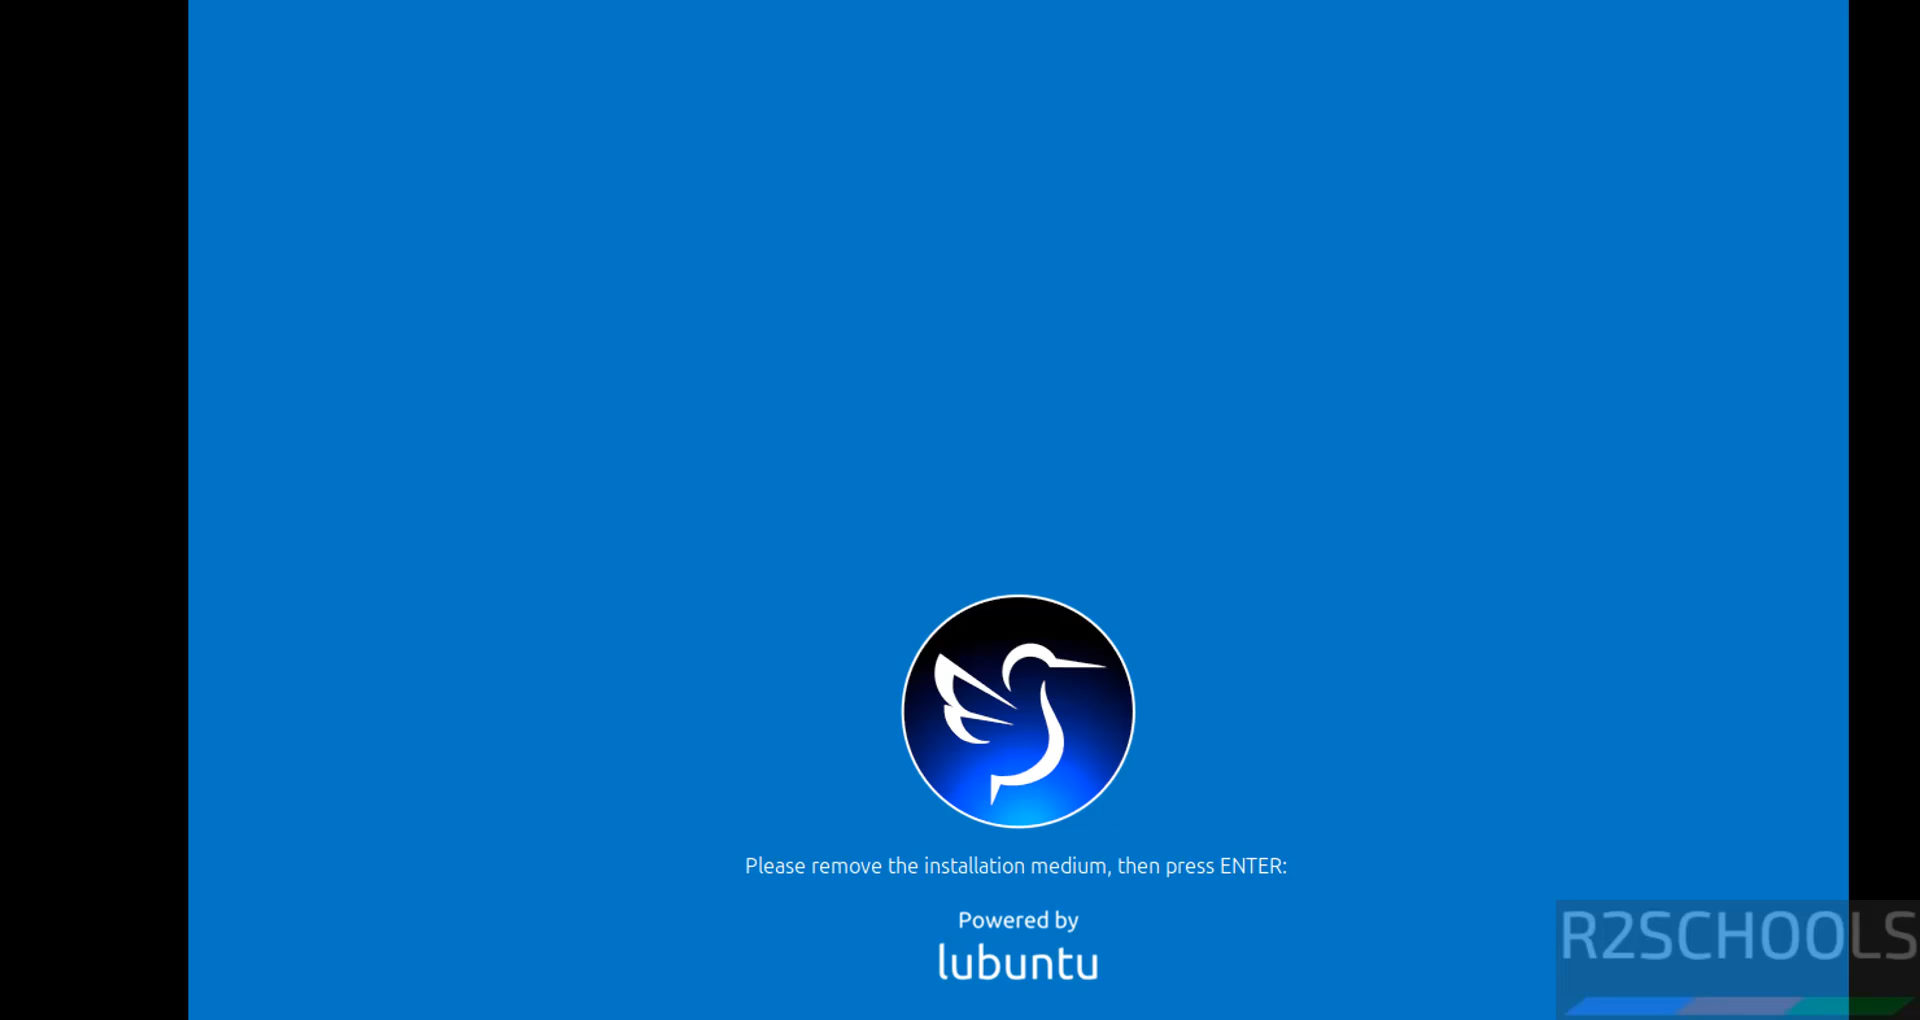 Please remove the installation medium, then press ENTER:
Powered by
lubuntu
R2SCHOOLS